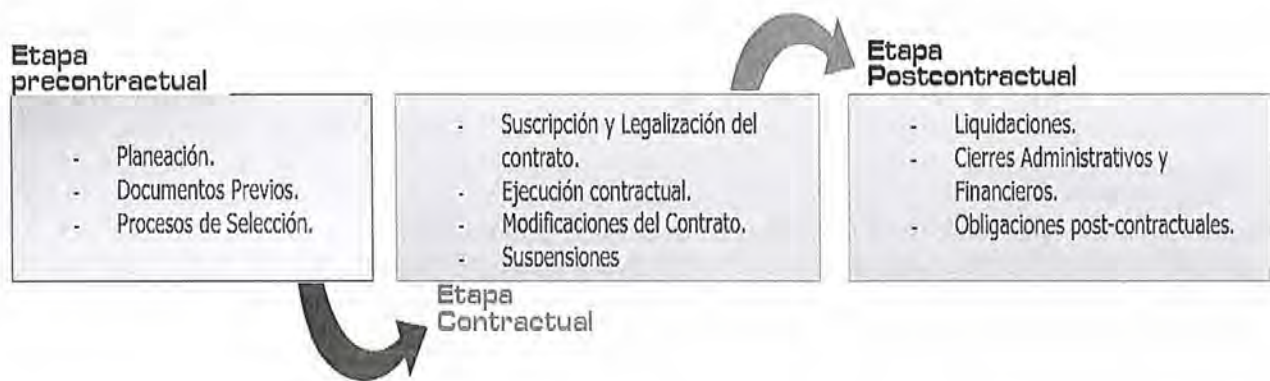 Etapa
precontractual
- Planeación.
- Documentos Previos.
- Procesos de Selección.
- Suscripción y Legalización del
contrato.
- Ejecución contractual.
- Modificaciones del Contrato.
- Suspensiones
Etapa
Contractual
Etapa
Postcontractual
- Liquidaciones.
- Cierres Administrativos y
Financieros.
- Obligaciones post-contractuales.